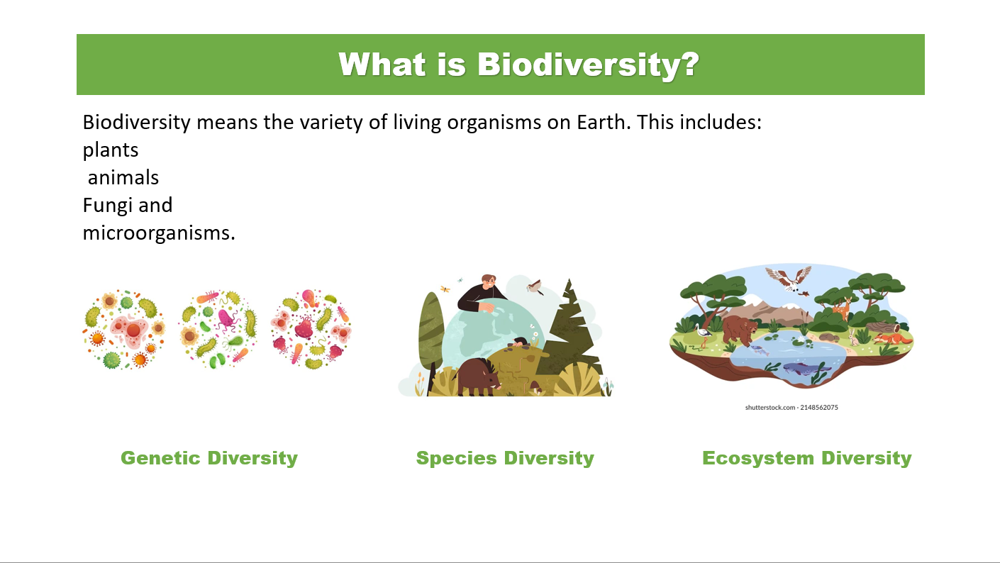 What is Biodiversity?
Biodiversity means the variety of living organisms on Earth. This includes:
plants
animals
Fungi and
microorganisms.
shutterstock.com · 2148562075
Genetic Diversity
Species Diversity
Ecosystem Diversity